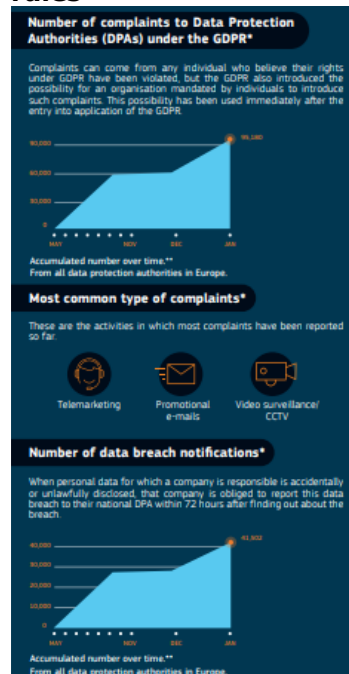 Number of complaints to Data Protection
Authorities (DPAs) under the GDPR*
Complaints can come from any individual who believe their rights
under GDPR have been violated, but the GDPR also introduced the
possibility for an organisation mandated by individuals to introduce
such complaints. This possibility has been used immediately after the
entry into application of the GDPR.
90,000
95,180
60,000
30,000
0
MAY NOV DEC JAN
Accumulated number over time.**
From all data protection authorities in Europe.
Most common type of complaints*
These are the activities in which most complaints have been reported
so far.
Telemarketing Promotional Video surveillance/
e-mails CCTV
Number of data breach notifications*
When personal data for which a company is responsible is accidentally
or unlawfully disclosed, that company is obliged to report this data
breach to their national DPA within 72 hours after finding out about the
breach.
40,000
41,502
30,000
20,000
10,000
0
MAY NOV DEC JAN
Accumulated number over time.**
From all data protection authorities in Europe.